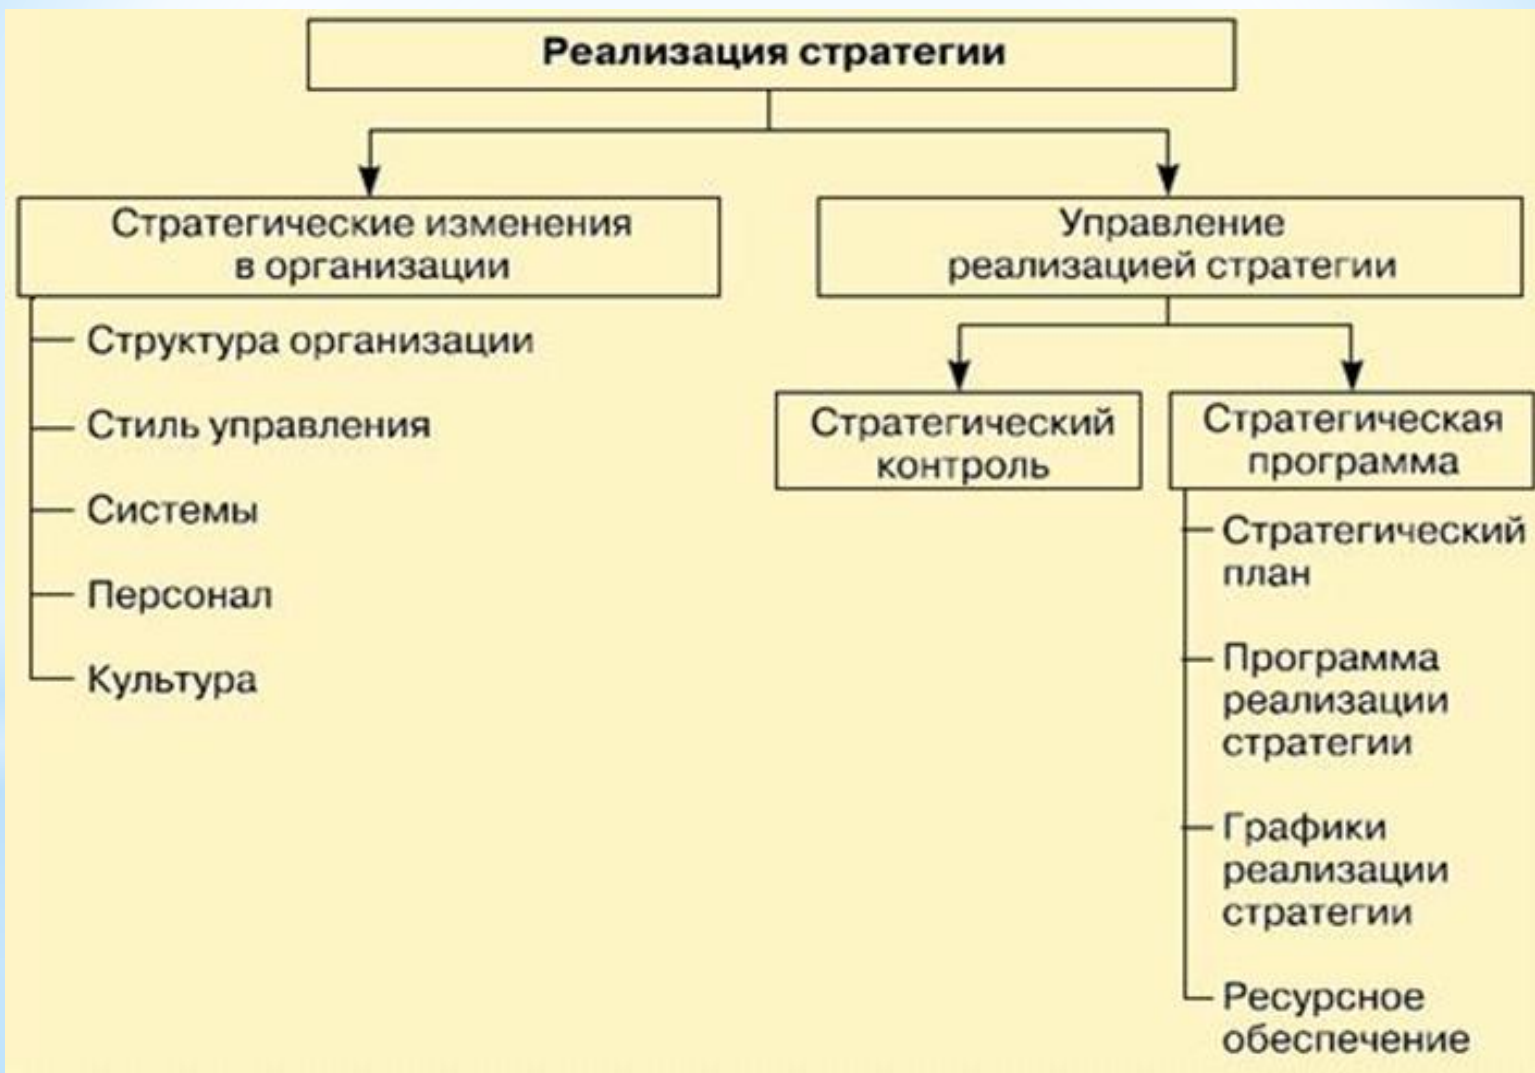 Реализация стратегии
Стратегические изменения
в организации
Структура организации
Стиль управления
Системы
Персонал
Культура
Управление
реализацией стратегии
Стратегический
контроль
Стратегическая
программа
Стратегический
план
Программа
реализации
стратегии
Графики
реализации
стратегии
Ресурсное
обеспечение